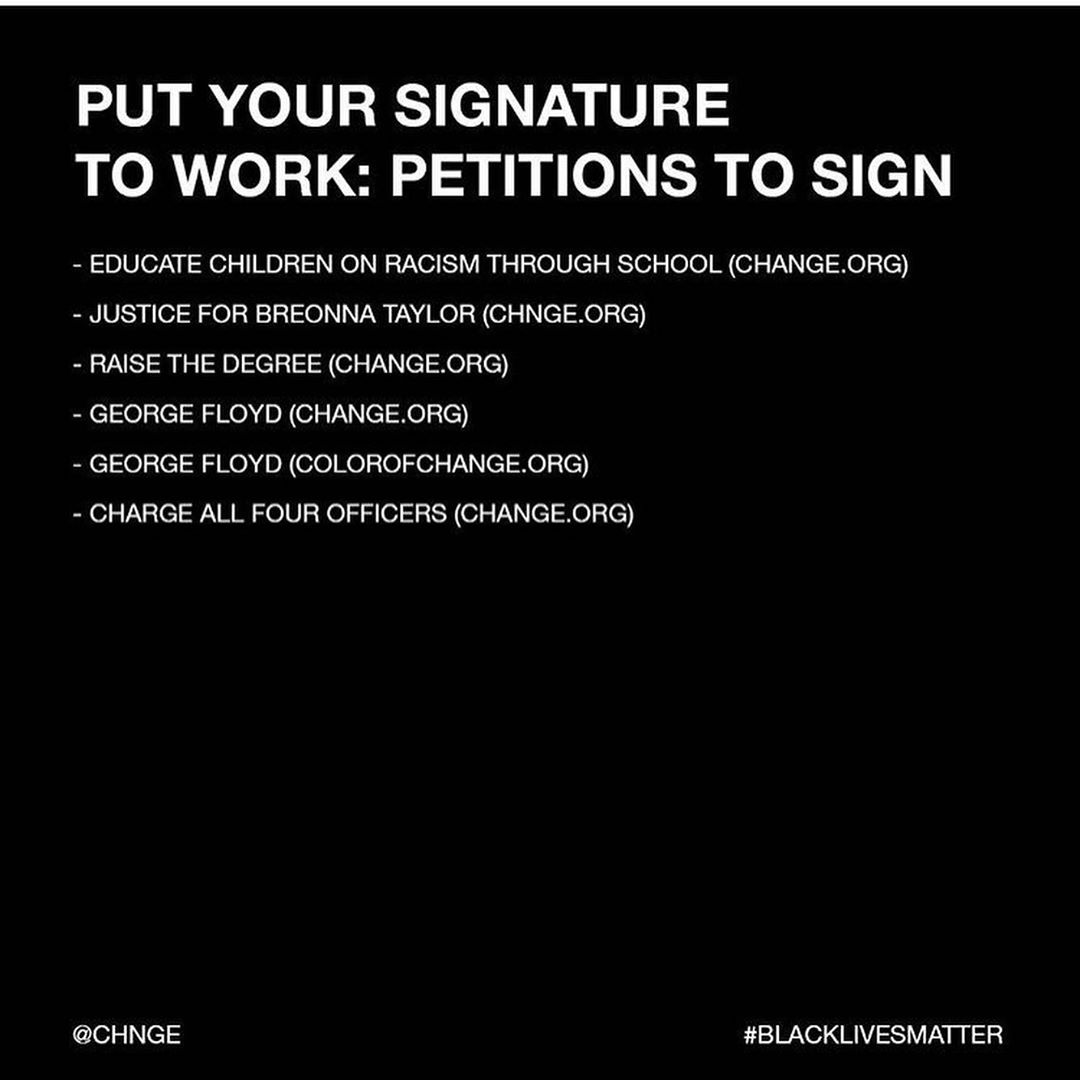 PUT YOUR SIGNATURE
TO WORK: PETITIONS TO SIGN
- EDUCATE CHILDREN ON RACISM THROUGH SCHOOL (CHANGE.ORG)
- JUSTICE FOR BREONNA TAYLOR (CHNGE.ORG)
- RAISE THE DEGREE (CHANGE.ORG)
- GEORGE FLOYD (CHANGE.ORG)
- GEORGE FLOYD (COLOROFCHANGE.ORG)
- CHARGE ALL FOUR OFFICERS (CHANGE.ORG)
@CHNGE
#BLACKLIVESMATTER